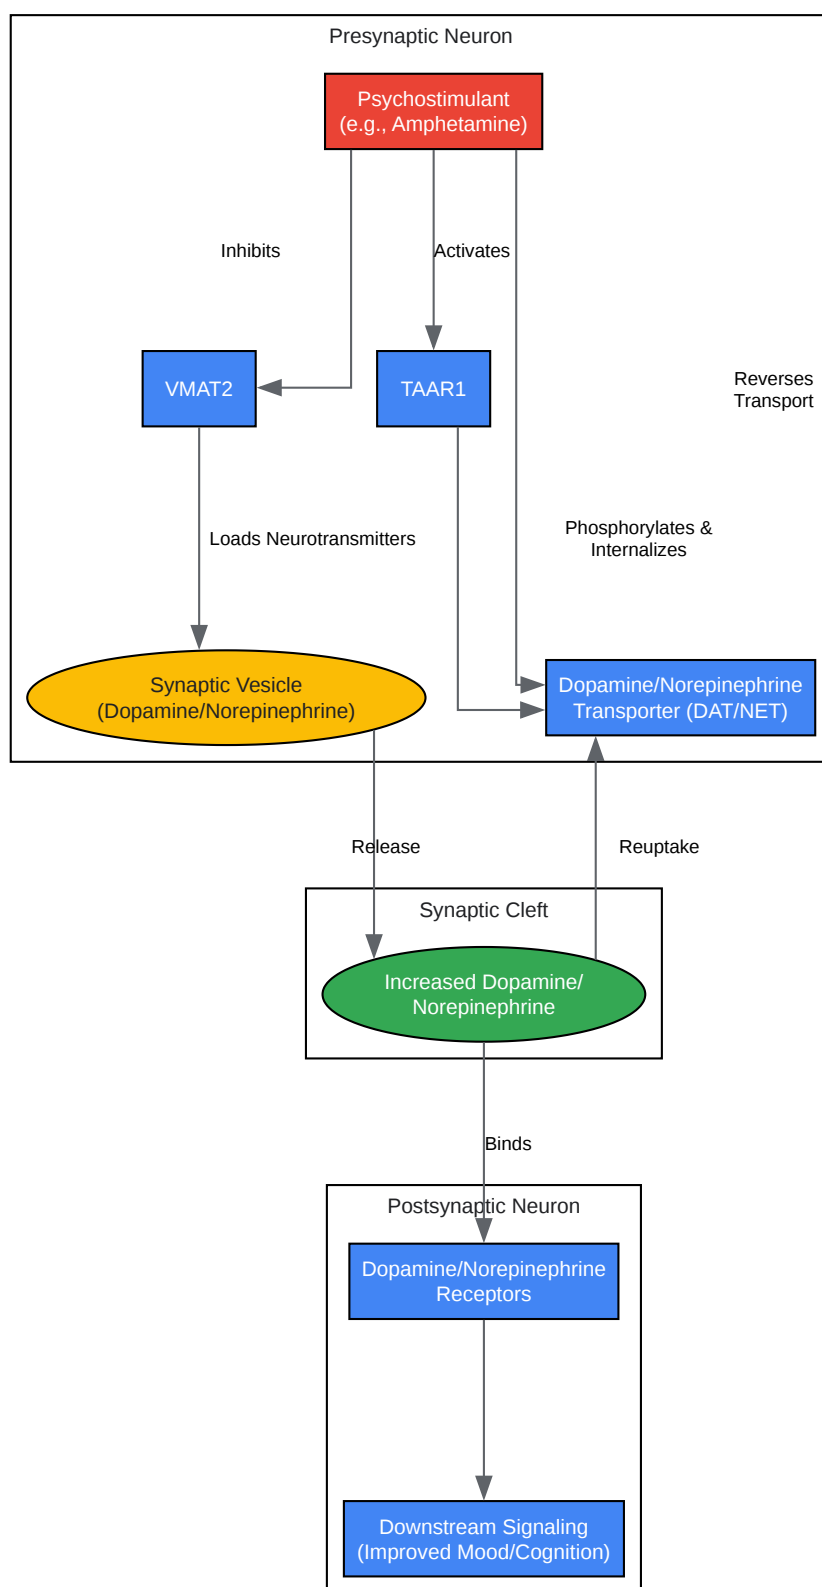 Presynaptic Neuron
Psychostimulant
(e.g., Amphetamine)
Inhibits
Activates
VMAT2
TAAR1
Reverses
Transport
Loads Neurotransmitters
Phosphorylates &
Internalizes
Synaptic Vesicle
(Dopamine/Norepinephrine)
Dopamine/Norepinephrine
Transporter (DAT/NET)
Release
Reuptake
Synaptic Cleft
Increased Dopamine/
Norepinephrine
Binds
Postsynaptic Neuron
Dopamine/Norepinephrine
Receptors
Downstream Signaling
(Improved Mood/Cognition)